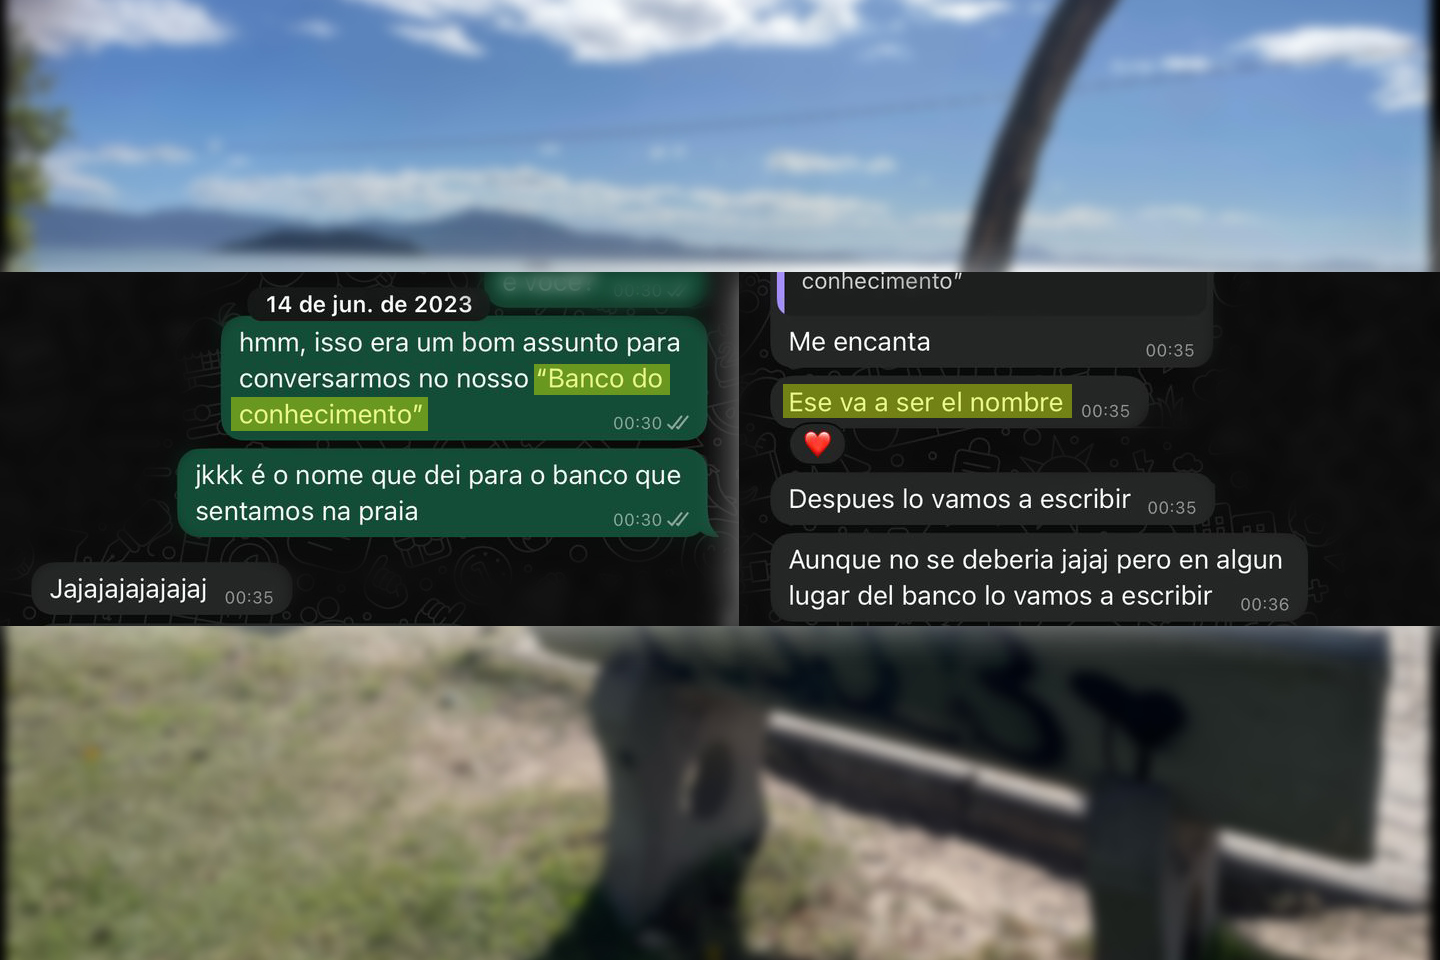 e você?
00:30
14 de jun. de 2023
hmm, isso era um bom assunto para
conversarmos no nosso “Banco do
conhecimento”
00:30
jkkk é o nome que dei para o banco que
sentamos na praia
00:30
Jajajajajajajaj
00:35
conhecimento”
Me encanta
00:35
Ese va a ser el nombre
00:35
Despues lo vamos a escribir
00:35
Aunque no se deberia jajaj pero en algun
lugar del banco lo vamos a escribir
00:36